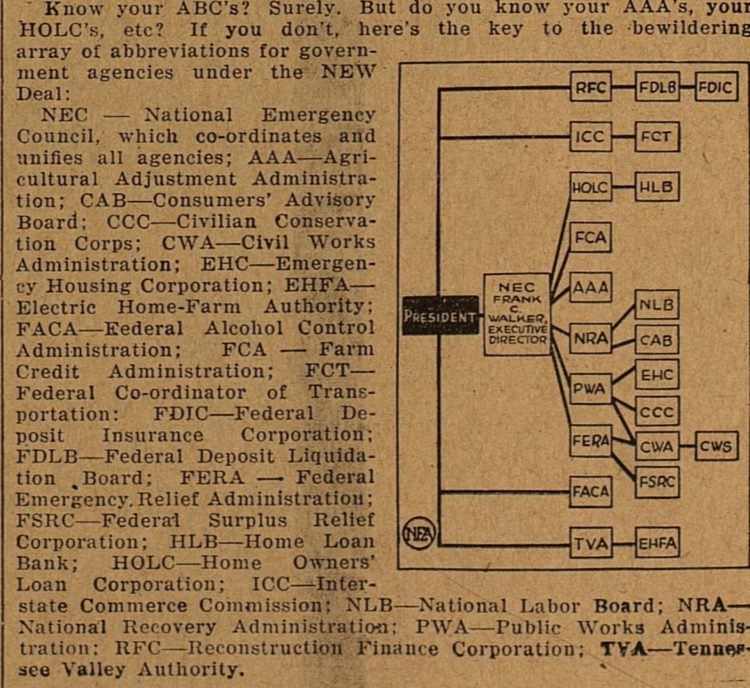 Know your ABC's? Surely. But do you know your AAA's, your
HOLC's, etc? If you don't, here's the key to the bewildering
array of abbreviations for govern-
ment agencies under the NEW
Deal:
NEC — National Emergency
Council, which co-ordinates and
unifies all agencies; AAA—Agri-
cultural Adjustment Administra-
tion; CAB—Consumers' Advisory
Board; CCC—Civilian Conserva-
tion Corps; CWA—Civil Works
Administration; EHC—Emergen-
cy Housing Corporation; EHFA—
Electric Home-Farm Authority;
FACA—Eederal Alcohol Control
Administration; FCA — Farm
Credit Administration; FCT—
Federal Co-ordinator of Trans-
portation: FDIC—Federal De-
posit Insurance Corporation;
FDLB—Federal Deposit Liquida-
tion Board; FERA — Federal
Emergency Relief Administration;
FSRC—Federal Surplus Relief
Corporation; HLB—Home Loan
Bank; HOLC—Home Owners'
Loan Corporation; ICC—Inter-
state Commerce Commission; NLB—National Labor Board; NRA—
National Recovery Administration; PWA—Public Works Adminis-
tration; RFC—Reconstruction Finance Corporation; TVA—Tennes-
see Valley Authority.
RFC FDLB FDIC
ICC FCT
HOLC HLB
FCA
AAA
PRESIDENT
NEC
FRANK
C.
WALKER,
EXECUTIVE
DIRECTOR
NLB
NRA
CAB
EHC
PWA
CCC
FERA
CWA CWS
FSRC
FACA
NEA
TVA EHFA